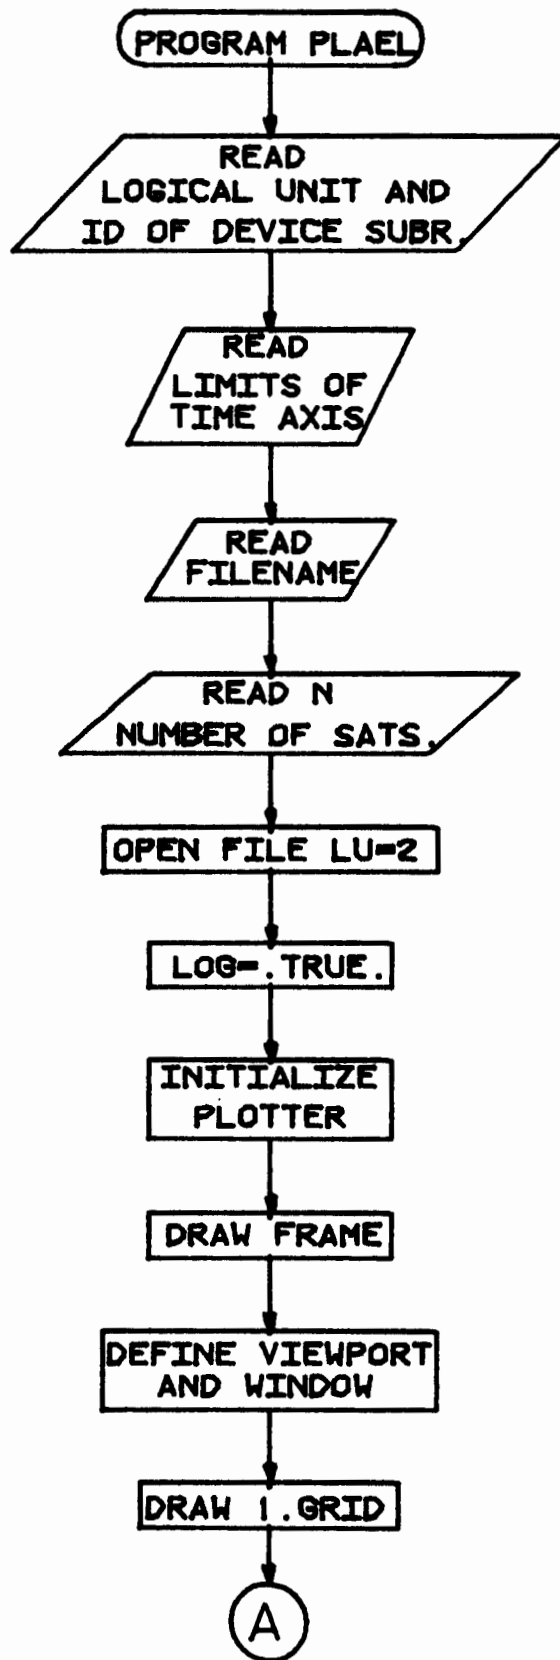 PROGRAM PLAEL
READ
LOGICAL UNIT AND
ID OF DEVICE SUBR.
READ
LIMITS OF
TIME AXIS
READ
FILENAME
READ N
NUMBER OF SATS.
OPEN FILE LU=2
LOG=.TRUE.
INITIALIZE
PLOTTER
DRAW FRAME
DEFINE VIEWPORT
AND WINDOW
DRAW 1.GRID
A